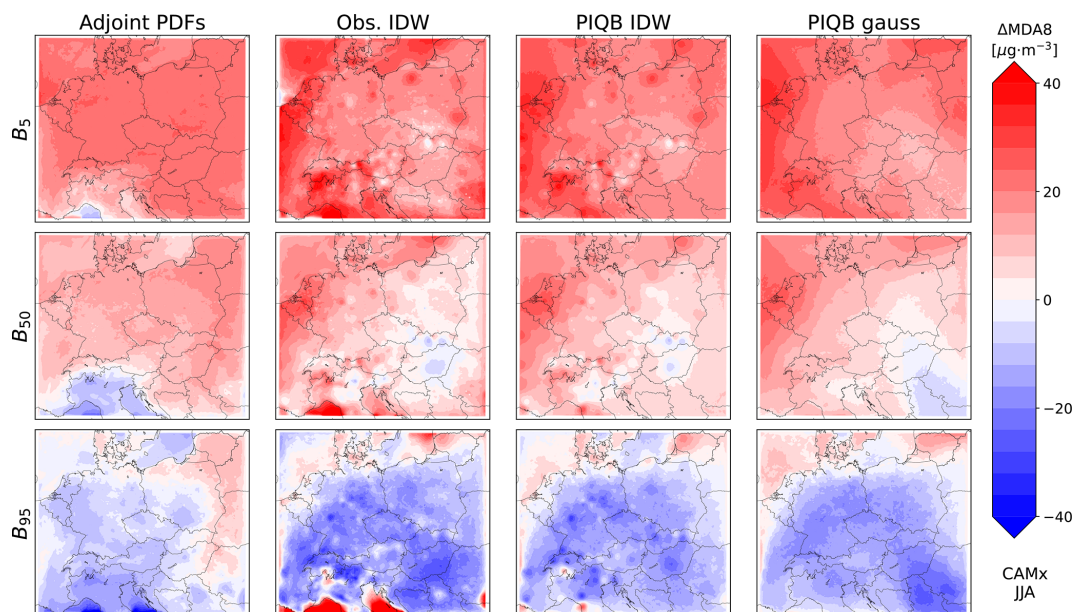 Adjoint PDFs
Obs. IDW
PIQB IDW
PIQB gauss
ΔMDA8
[μg·m⁻³]
B₅
B₅₀
B₉₅
40
20
0
−20
−40
CAMx
JJA